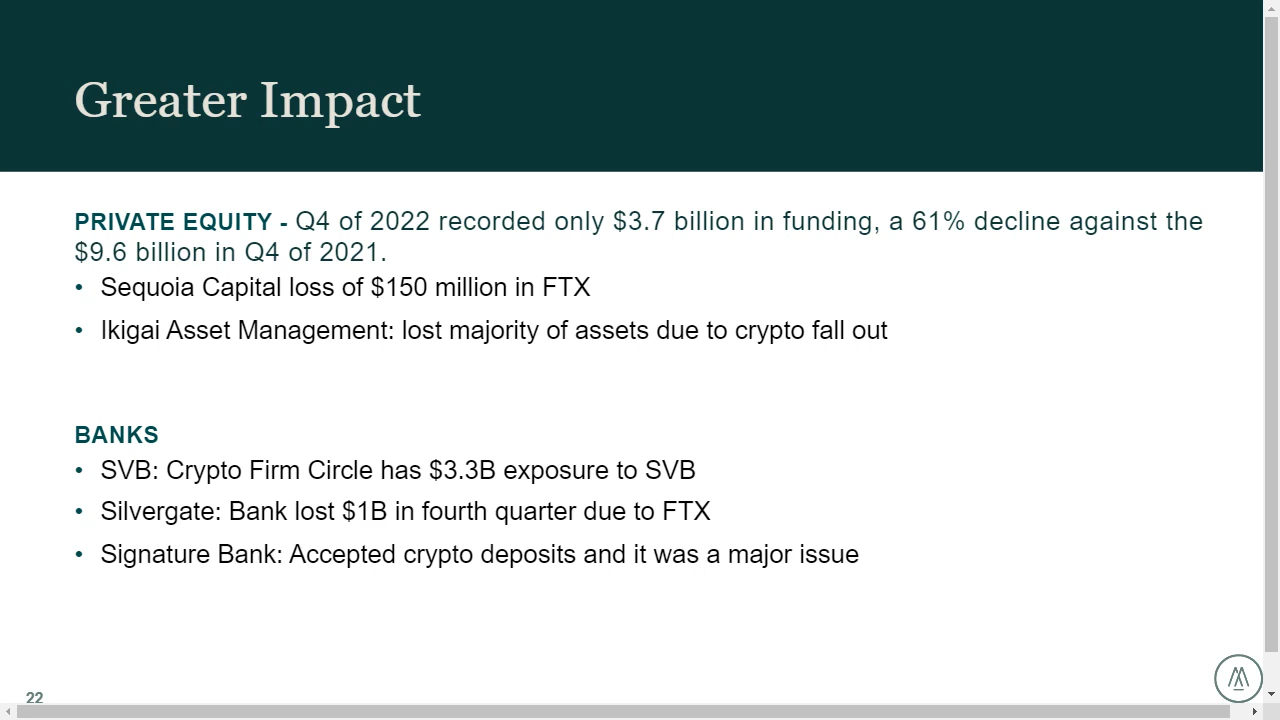 Greater Impact
PRIVATE EQUITY - Q4 of 2022 recorded only $3.7 billion in funding, a 61% decline against the
$9.6 billion in Q4 of 2021.
• Sequoia Capital loss of $150 million in FTX
• Ikigai Asset Management: lost majority of assets due to crypto fall out
BANKS
• SVB: Crypto Firm Circle has $3.3B exposure to SVB
• Silvergate: Bank lost $1B in fourth quarter due to FTX
• Signature Bank: Accepted crypto deposits and it was a major issue
22